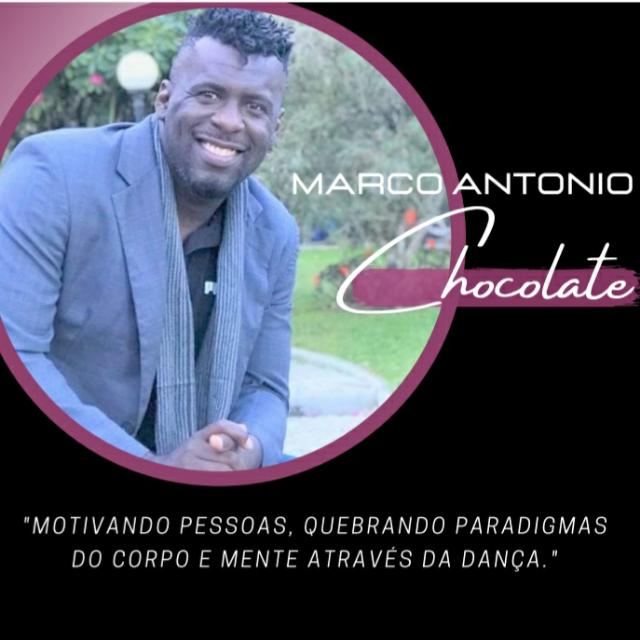 MARCO ANTONIO
Chocolate
"MOTIVANDO PESSOAS, QUEBRANDO PARADIGMAS
DO CORPO E MENTE ATRAVÉS DA DANÇA."